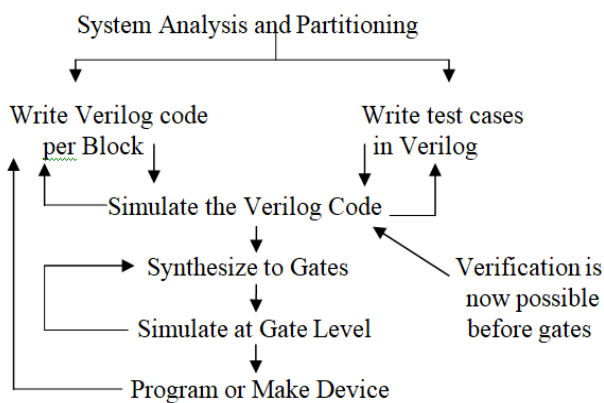 System Analysis and Partitioning
Write Verilog code
per Block
Write test cases
in Verilog
Simulate the Verilog Code
Synthesize to Gates
Verification is
now possible
before gates
Simulate at Gate Level
Program or Make Device